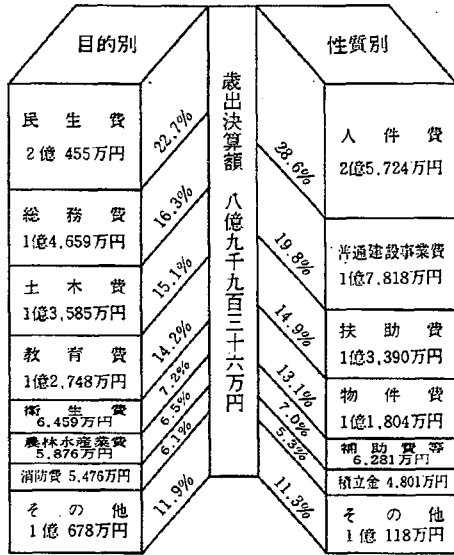 目的別
民生費
2億 455万円
22.7%
総務費
1億4,659万円
16.3%
土木費
1億3,585万円
15.1%
教育費
1億2,748万円
14.2%
衛生費
6.459万円
7.2%
農林水産業費
5.876万円
6.5%
消防費 5,476万円
6.1%
その他
1億 678万円
11.9%
歳出決算額 八億九千九百三十六万円
性質別
人件費
2億5,724万円
28.6%
普通建設事業費
1億7,818万円
19.8%
扶助費
1億3,390万円
14.9%
物件費
1億1,804万円
13.1%
補助費等
6.281万円
7.0%
積立金 4.801万円
5.3%
その他
1億 118万円
11.3%